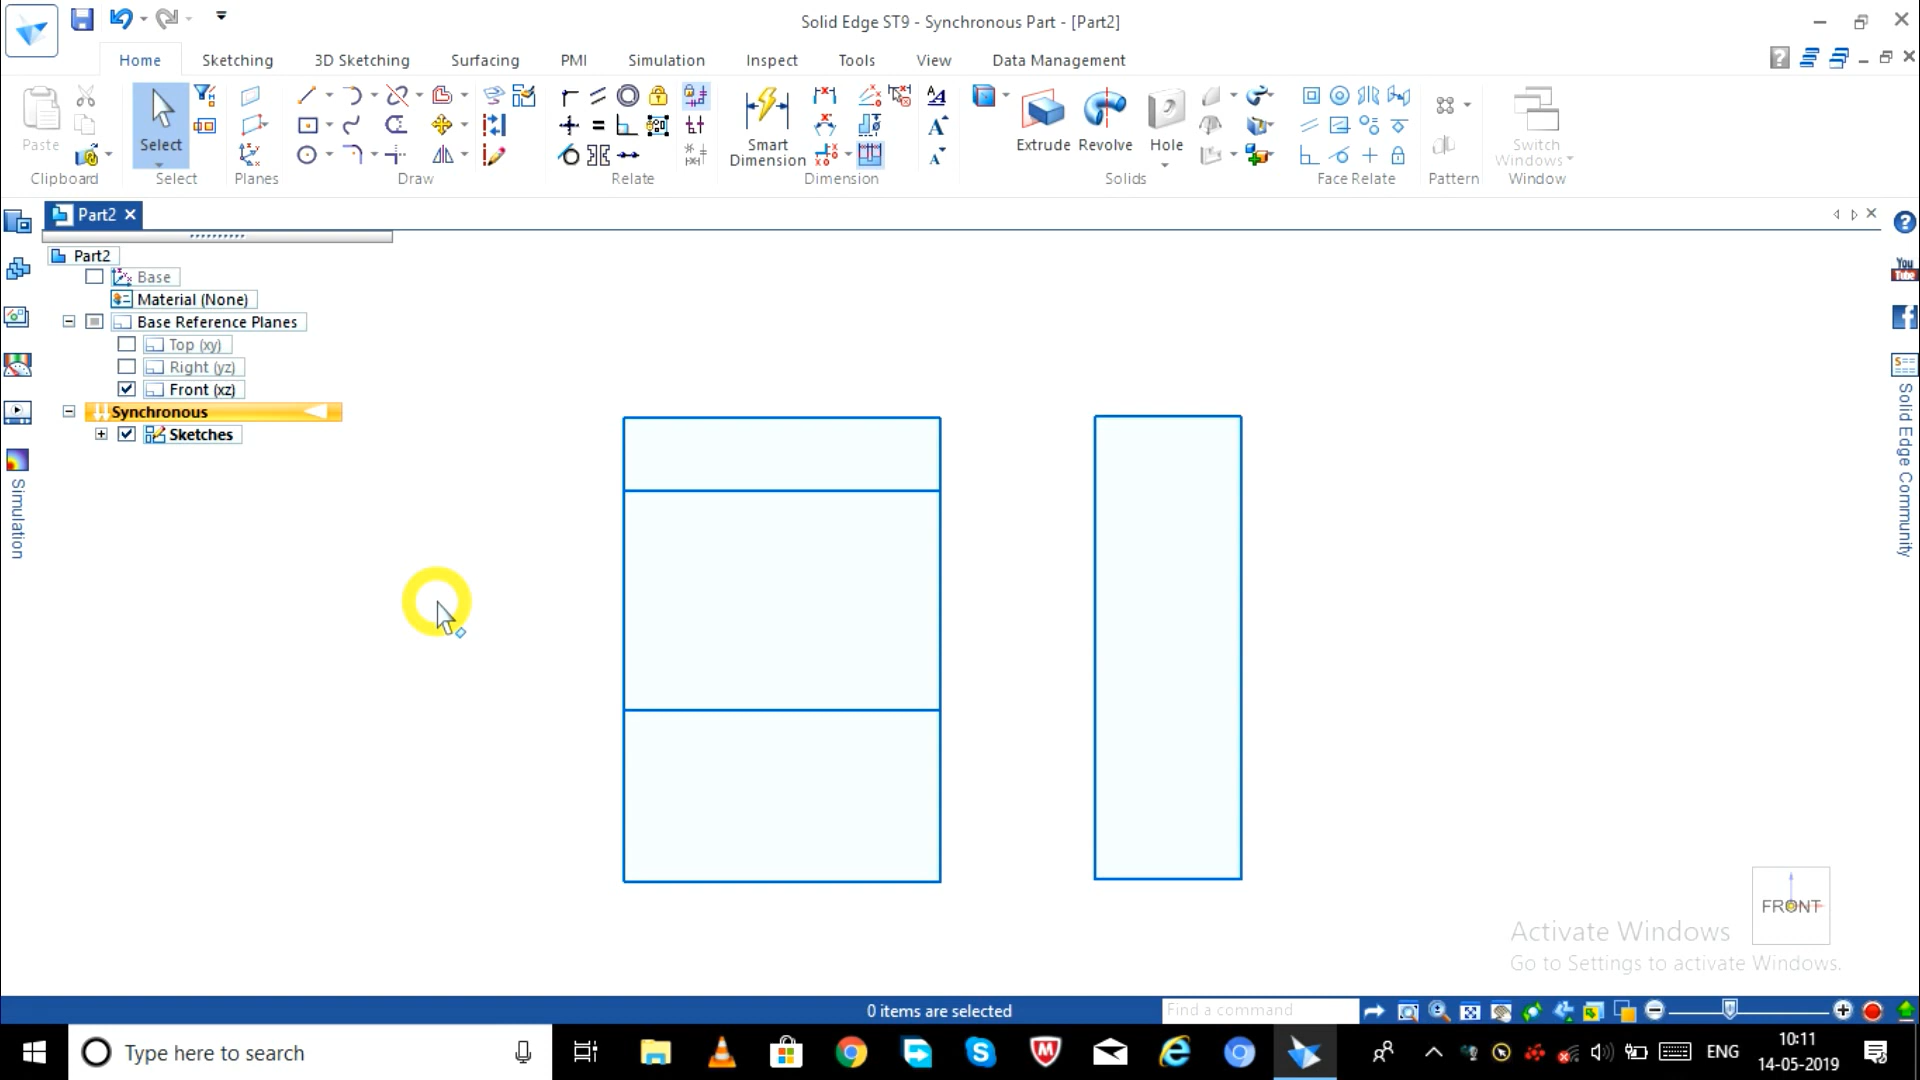 Solid Edge ST9 - Synchronous Part - [Part2]
Home
Sketching
3D Sketching
Surfacing
PMI
Simulation
Inspect
Tools
View
Data Management
Paste
Select
Smart
Dimension
Extrude
Revolve
Hole
Switch
Windows
Clipboard
Select
Planes
Draw
Relate
Dimension
Solids
Face Relate
Pattern
Window
Part2
Part2
Base
Material (None)
Base Reference Planes
Top (xy)
Right (yz)
Front (xz)
Synchronous
Sketches
Simulation
You
Tube
Solid Edge Community
FRONT
Activate Windows
Go to Settings to activate Windows.
0 items are selected
Find a command
Type here to search
ENG
10:11
14-05-2019